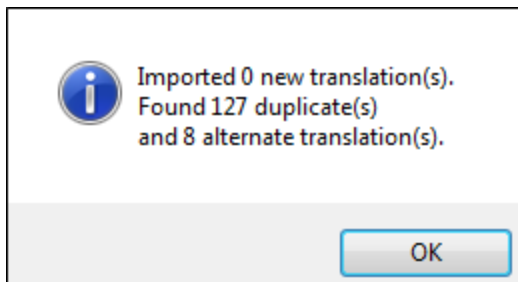 Imported 0 new translation(s).
Found 127 duplicate(s)
and 8 alternate translation(s).
OK